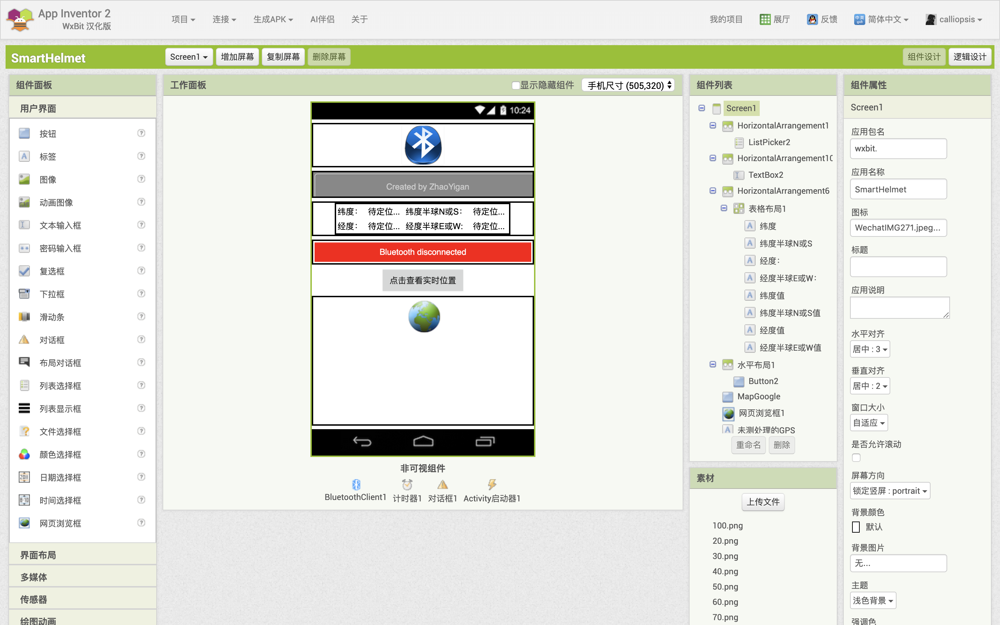 App Inventor 2
WxBit 汉化版
项目
连接
生成APK
AI伴侣
关于
我的项目
展厅
反馈
中英
简体中文
calliopsis
SmartHelmet
Screen1
增加屏幕
复制屏幕
删除屏幕
组件设计
逻辑设计
组件面板
用户界面
按钮
标签
图像
动画图像
文本输入框
密码输入框
复选框
下拉框
滑动条
对话框
布局对话框
列表选择框
列表显示框
文件选择框
颜色选择框
日期选择框
时间选择框
网页浏览框
界面布局
多媒体
传感器
绘图动画
工作面板
显示隐藏组件
手机尺寸 (505,320)
10:24
Created by ZhaoYigan
纬度： 待定位... 纬度半球N或S： 待定位...
经度： 待定位... 经度半球E或W: 待定位...
Bluetooth disconnected
点击查看实时位置
非可视组件
BluetoothClient1
计时器1
对话框1
Activity启动器1
组件列表
Screen1
HorizontalArrangement1
ListPicker2
HorizontalArrangement10
TextBox2
HorizontalArrangement6
表格布局1
纬度
纬度半球N或S
经度：
经度半球E或W：
纬度值
纬度半球N或S值
经度值
经度半球E或W值
水平布局1
Button2
MapGoogle
网页浏览框1
未测处理的GPS
重命名
删除
素材
上传文件
100.png
20.png
30.png
40.png
50.png
60.png
70.png
组件属性
Screen1
应用包名
wxbit.
应用名称
SmartHelmet
图标
WechatIMG271.jpeg...
标题
应用说明
水平对齐
居中 : 3
垂直对齐
居中 : 2
窗口大小
自适应
是否允许滚动
屏幕方向
锁定竖屏 : portrait
背景颜色
默认
背景图片
无...
主题
浅色背景
强调色